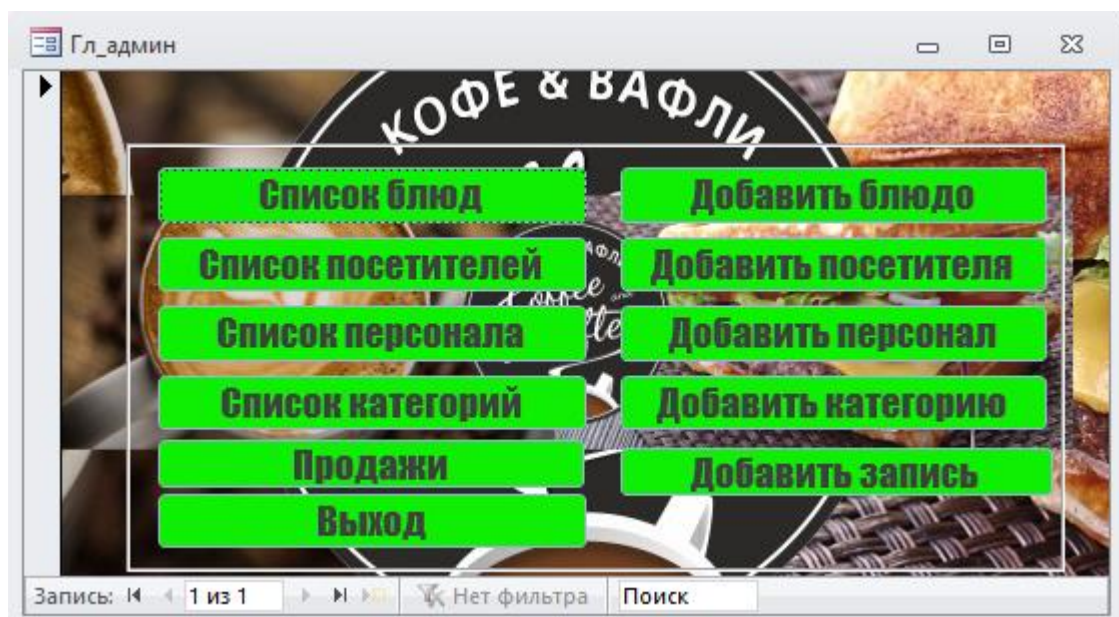 Гл_админ
КОФЕ & ВАФЛИ
Список блюд
Добавить блюдо
Список посетителей
Добавить посетителя
Список персонала
Добавить персонал
Список категорий
Добавить категорию
Продажи
Добавить запись
Выход
Запись: 1 из 1 Нет фильтра Поиск